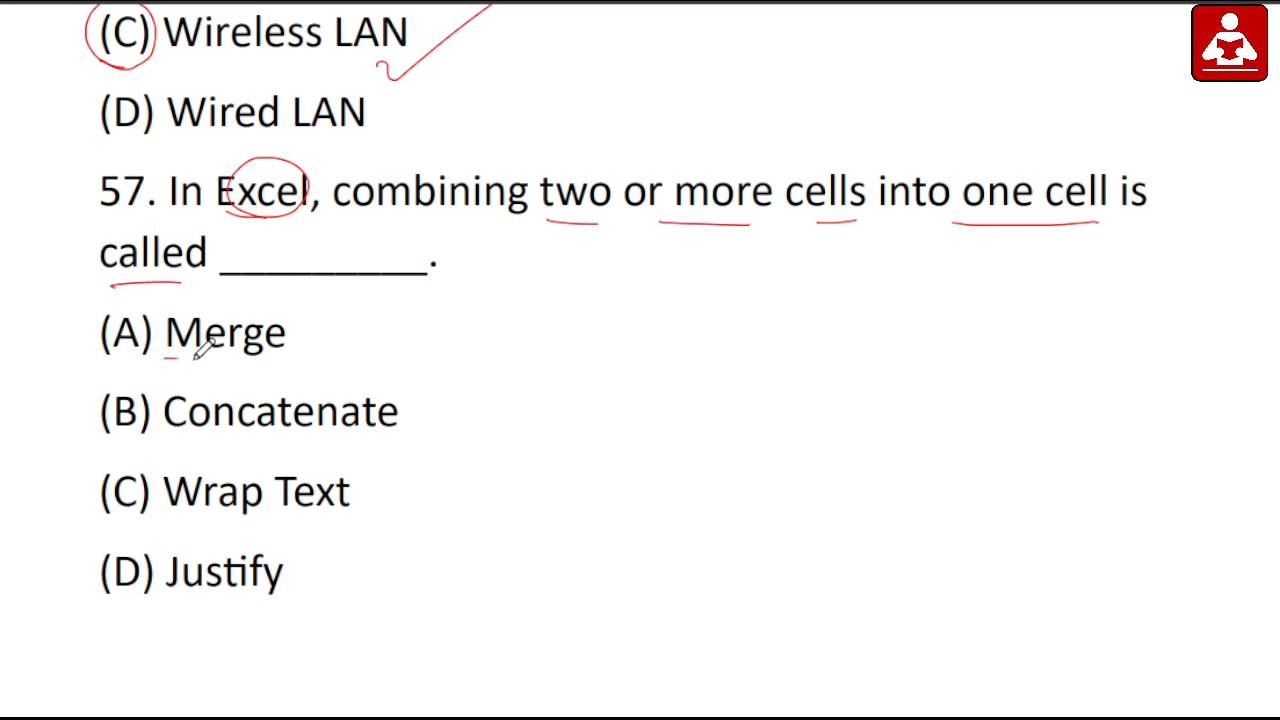 (C) Wireless LAN
(D) Wired LAN
57. In Excel, combining two or more cells into one cell is
called _________.
(A) Merge
(B) Concatenate
(C) Wrap Text
(D) Justify